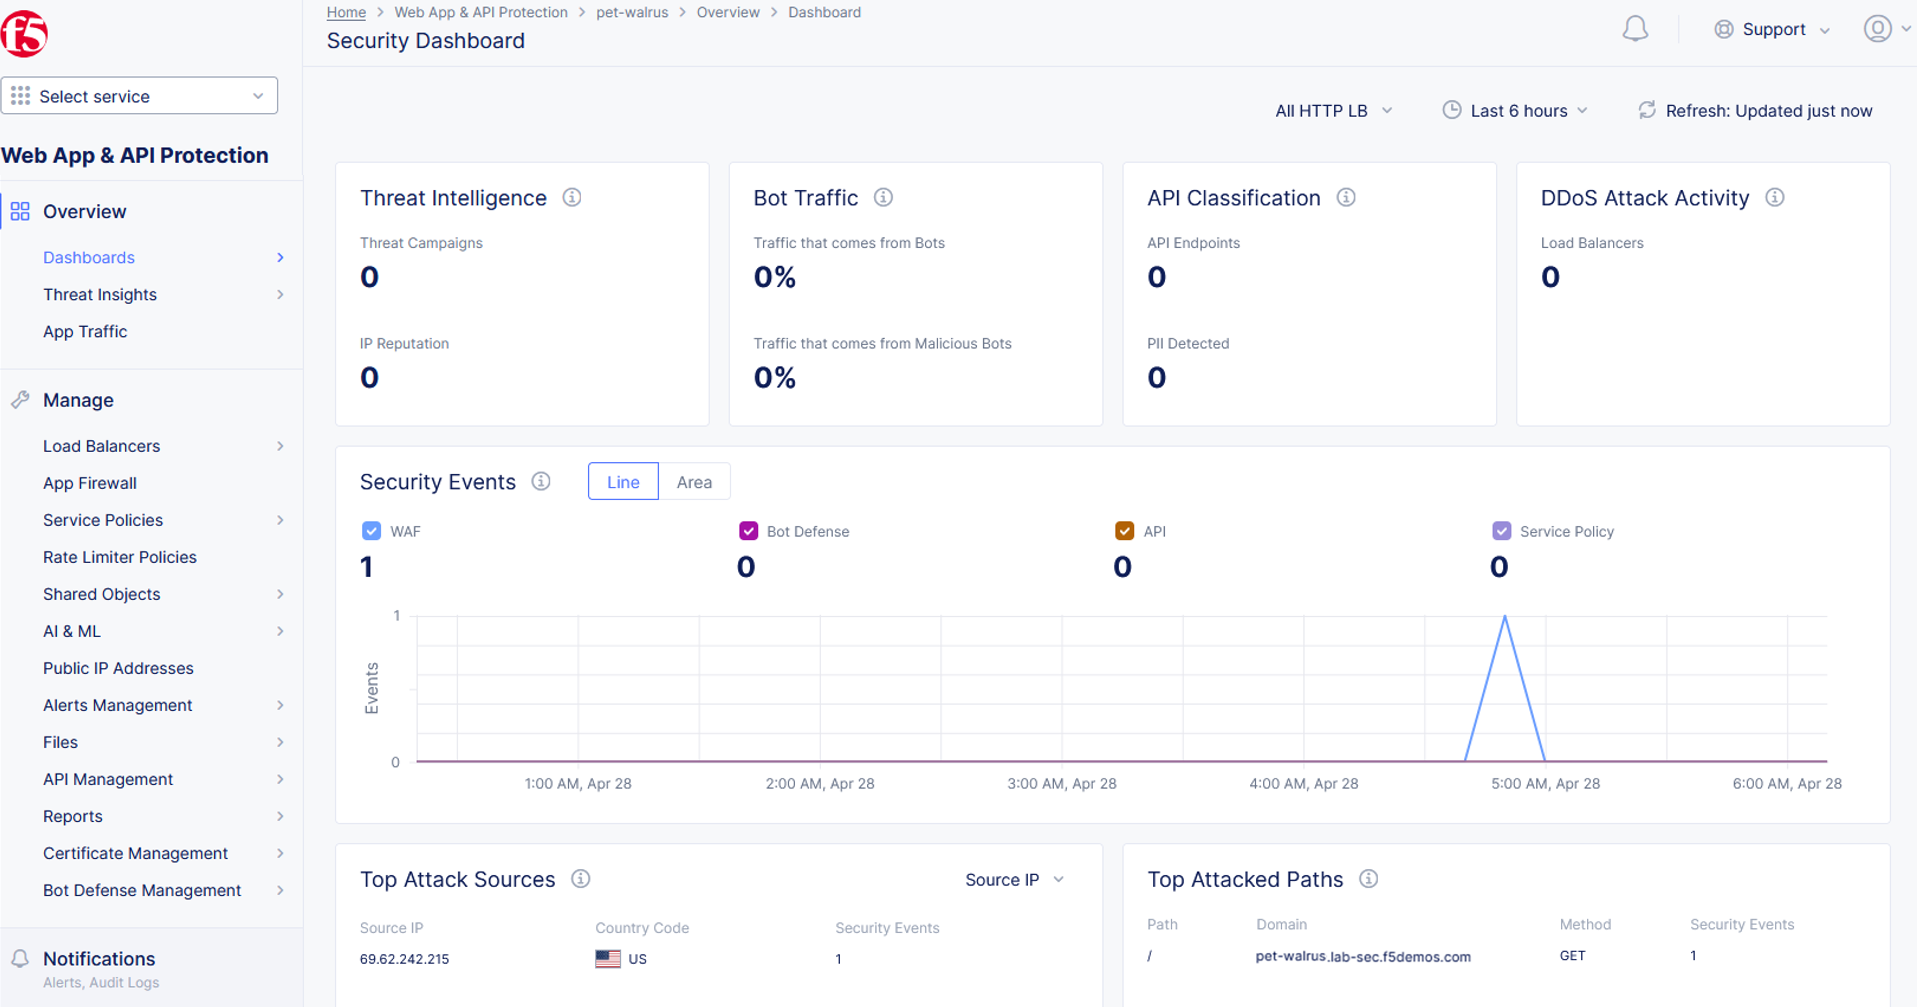 f5
Home > Web App & API Protection > pet-walrus > Overview > Dashboard
Security Dashboard
Support
Select service
Web App & API Protection
Overview
Dashboards
Threat Insights
App Traffic
Manage
Load Balancers
App Firewall
Service Policies
Rate Limiter Policies
Shared Objects
AI & ML
Public IP Addresses
Alerts Management
Files
API Management
Reports
Certificate Management
Bot Defense Management
Notifications
Alerts, Audit Logs
All HTTP LB
Last 6 hours
Refresh: Updated just now
Threat Intelligence
Threat Campaigns
0
IP Reputation
0
Bot Traffic
Traffic that comes from Bots
0%
Traffic that comes from Malicious Bots
0%
API Classification
API Endpoints
0
PII Detected
0
DDoS Attack Activity
Load Balancers
0
Security Events
Line Area
WAF Bot Defense API Service Policy
1 0 0 0
1
Events
0
1:00 AM, Apr 28 2:00 AM, Apr 28 3:00 AM, Apr 28 4:00 AM, Apr 28 5:00 AM, Apr 28 6:00 AM, Apr 28
Top Attack Sources
Source IP
Source IP Country Code Security Events
69.62.242.215 US 1
Top Attacked Paths
Path Domain Method Security Events
/ pet-walrus.lab-sec.f5demos.com GET 1